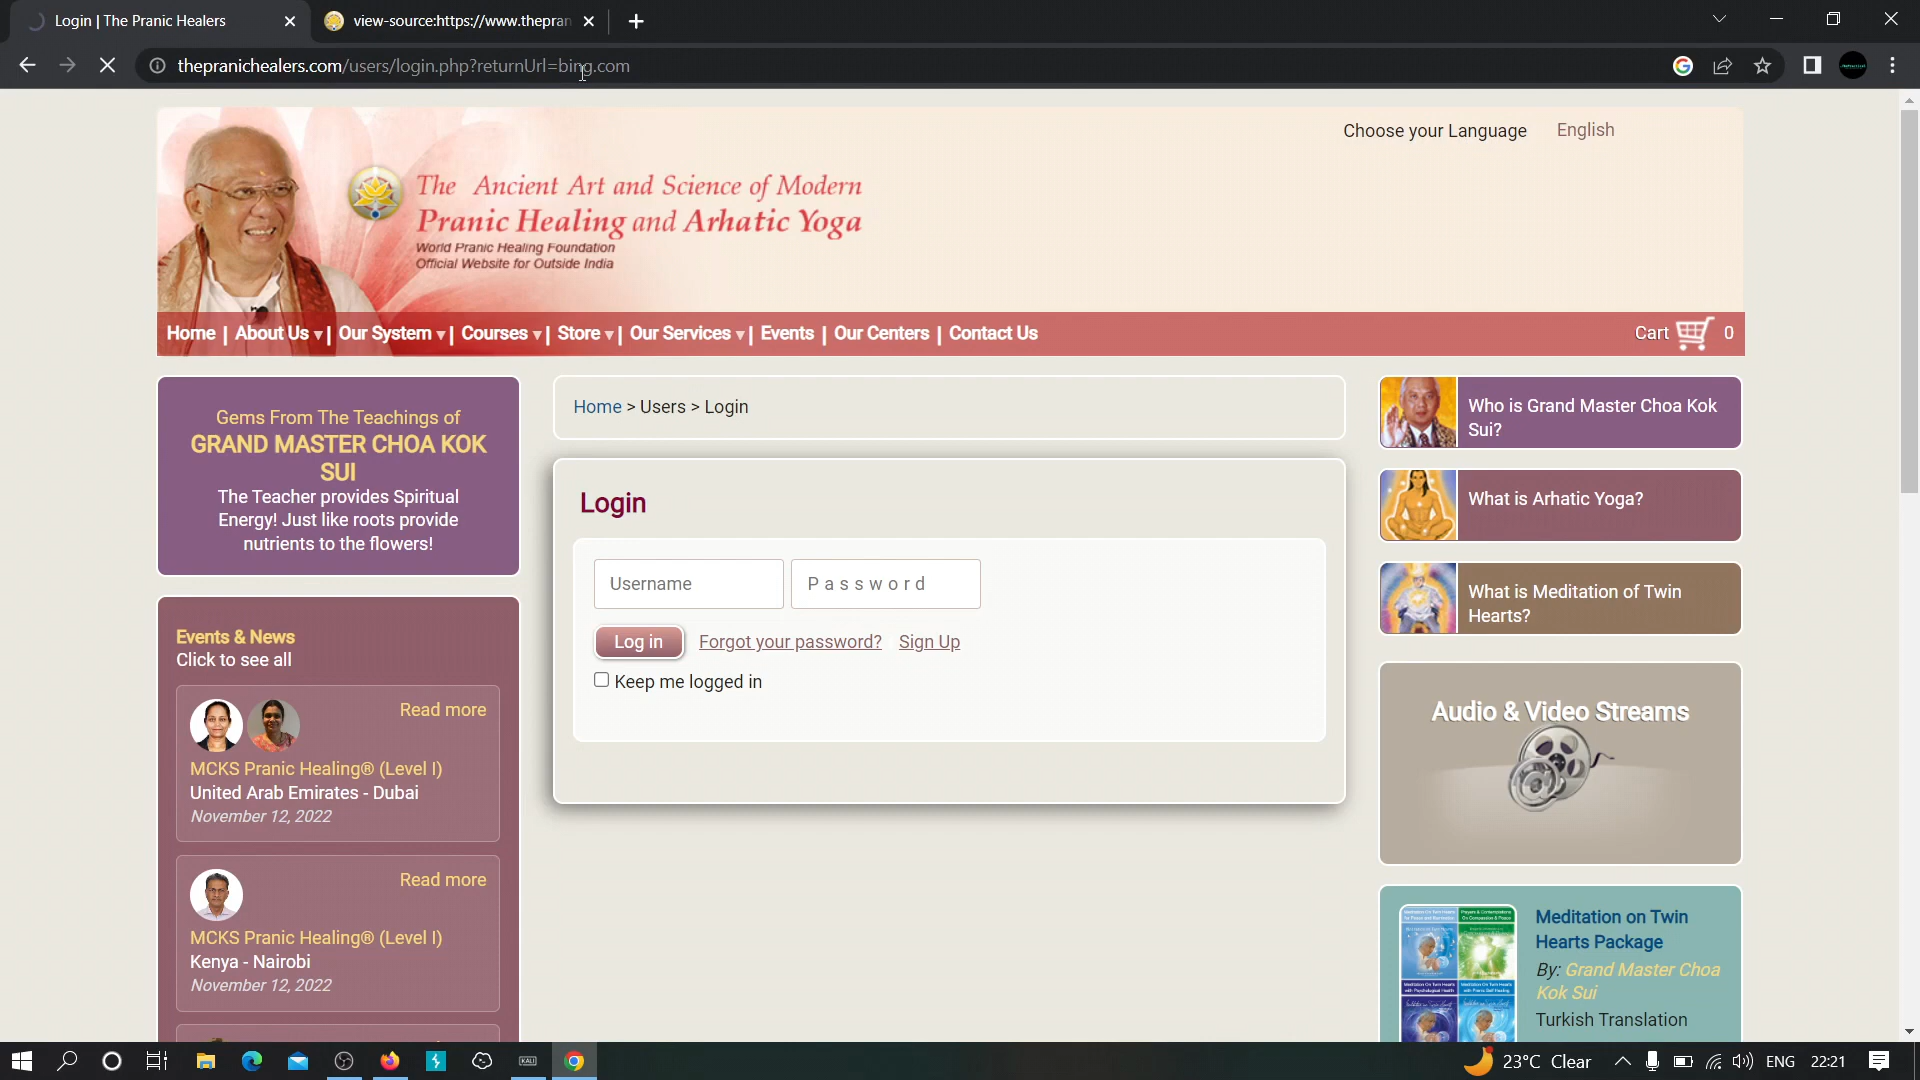 Login | The Pranic Healers
view-source:https://www.thepran
thepranichealers.com/users/login.php?returnUrl=bing.com
Choose your Language English
The Ancient Art and Science of Modern
Pranic Healing and Arhatic Yoga
World Pranic Healing Foundation
Official Website for Outside India
Home | About Us | Our System | Courses | Store | Our Services | Events | Our Centers | Contact Us
Cart 0
Gems From The Teachings of
GRAND MASTER CHOA KOK
SUI
The Teacher provides Spiritual
Energy! Just like roots provide
nutrients to the flowers!
Events & News
Click to see all
Read more
MCKS Pranic Healing® (Level I)
United Arab Emirates - Dubai
November 12, 2022
Read more
MCKS Pranic Healing® (Level I)
Kenya - Nairobi
November 12, 2022
Home > Users > Login
Login
Username
Password
Log in Forgot your password? Sign Up
Keep me logged in
Who is Grand Master Choa Kok
Sui?
What is Arhatic Yoga?
What is Meditation of Twin
Hearts?
Audio & Video Streams
Meditation on Twin
Hearts Package
By: Grand Master Choa
Kok Sui
Turkish Translation
KALI
23°C Clear
ENG
22:21